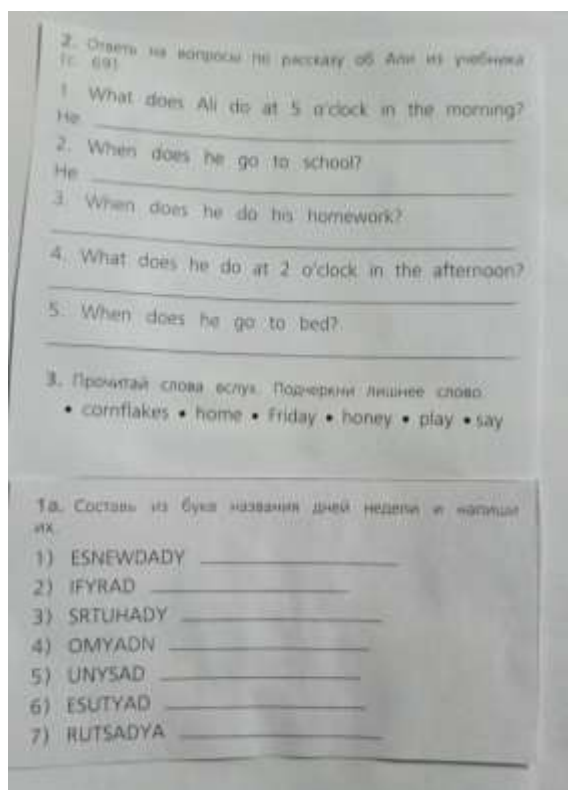 2. Ответь на вопросы по рассказу об Али из учебника
(с. 69).
1. What does Ali do at 5 o'clock in the morning?
He
2. When does he go to school?
He
3. When does he do his homework?
4. What does he do at 2 o'clock in the afternoon?
5. When does he go to bed?
3. Прочитай слова вслух. Подчеркни лишнее слово.
• cornflakes • home • Friday • honey • play • say
1a. Составь из букв названия дней недели и напиши
их.
1) ESNEWDADY
2) IFYRAD
3) SRTUHADY
4) OMYADN
5) UNYSAD
6) ESUTYAD
7) RUTSADYA